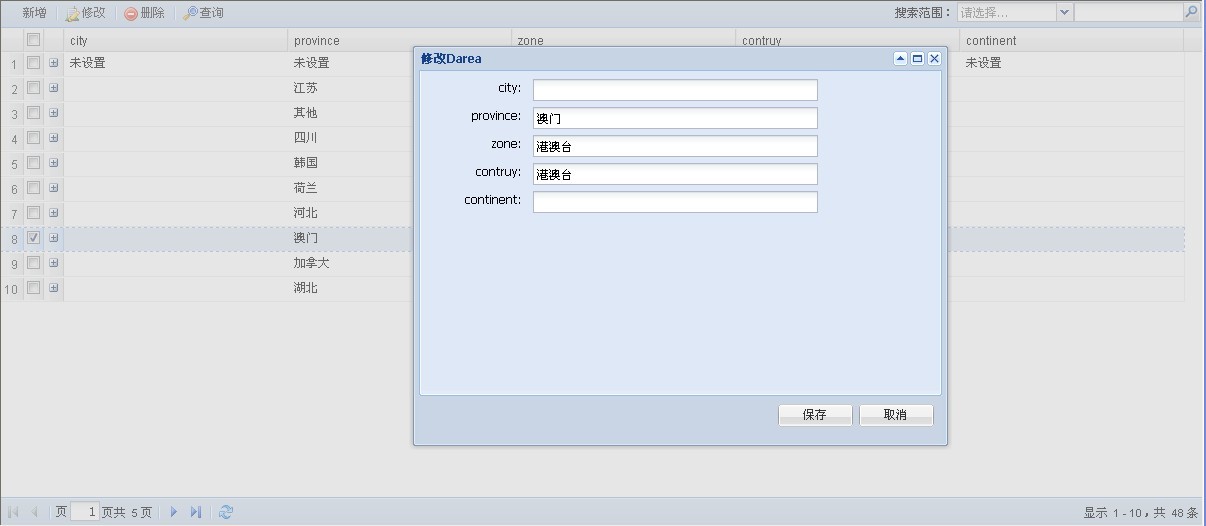 新增 修改 删除 查询 搜索范围： 请选择...
city province zone contruy continent
1 未设置 未设置 未设置
2 江苏
3 其他
4 四川
5 韩国
6 荷兰
7 河北
8 澳门
9 加拿大
10 湖北
修改Darea
city:
province: 澳门
zone: 港澳台
contruy: 港澳台
continent:
保存 取消
页 1 页共 5 页 显示 1 - 10，共 48 条